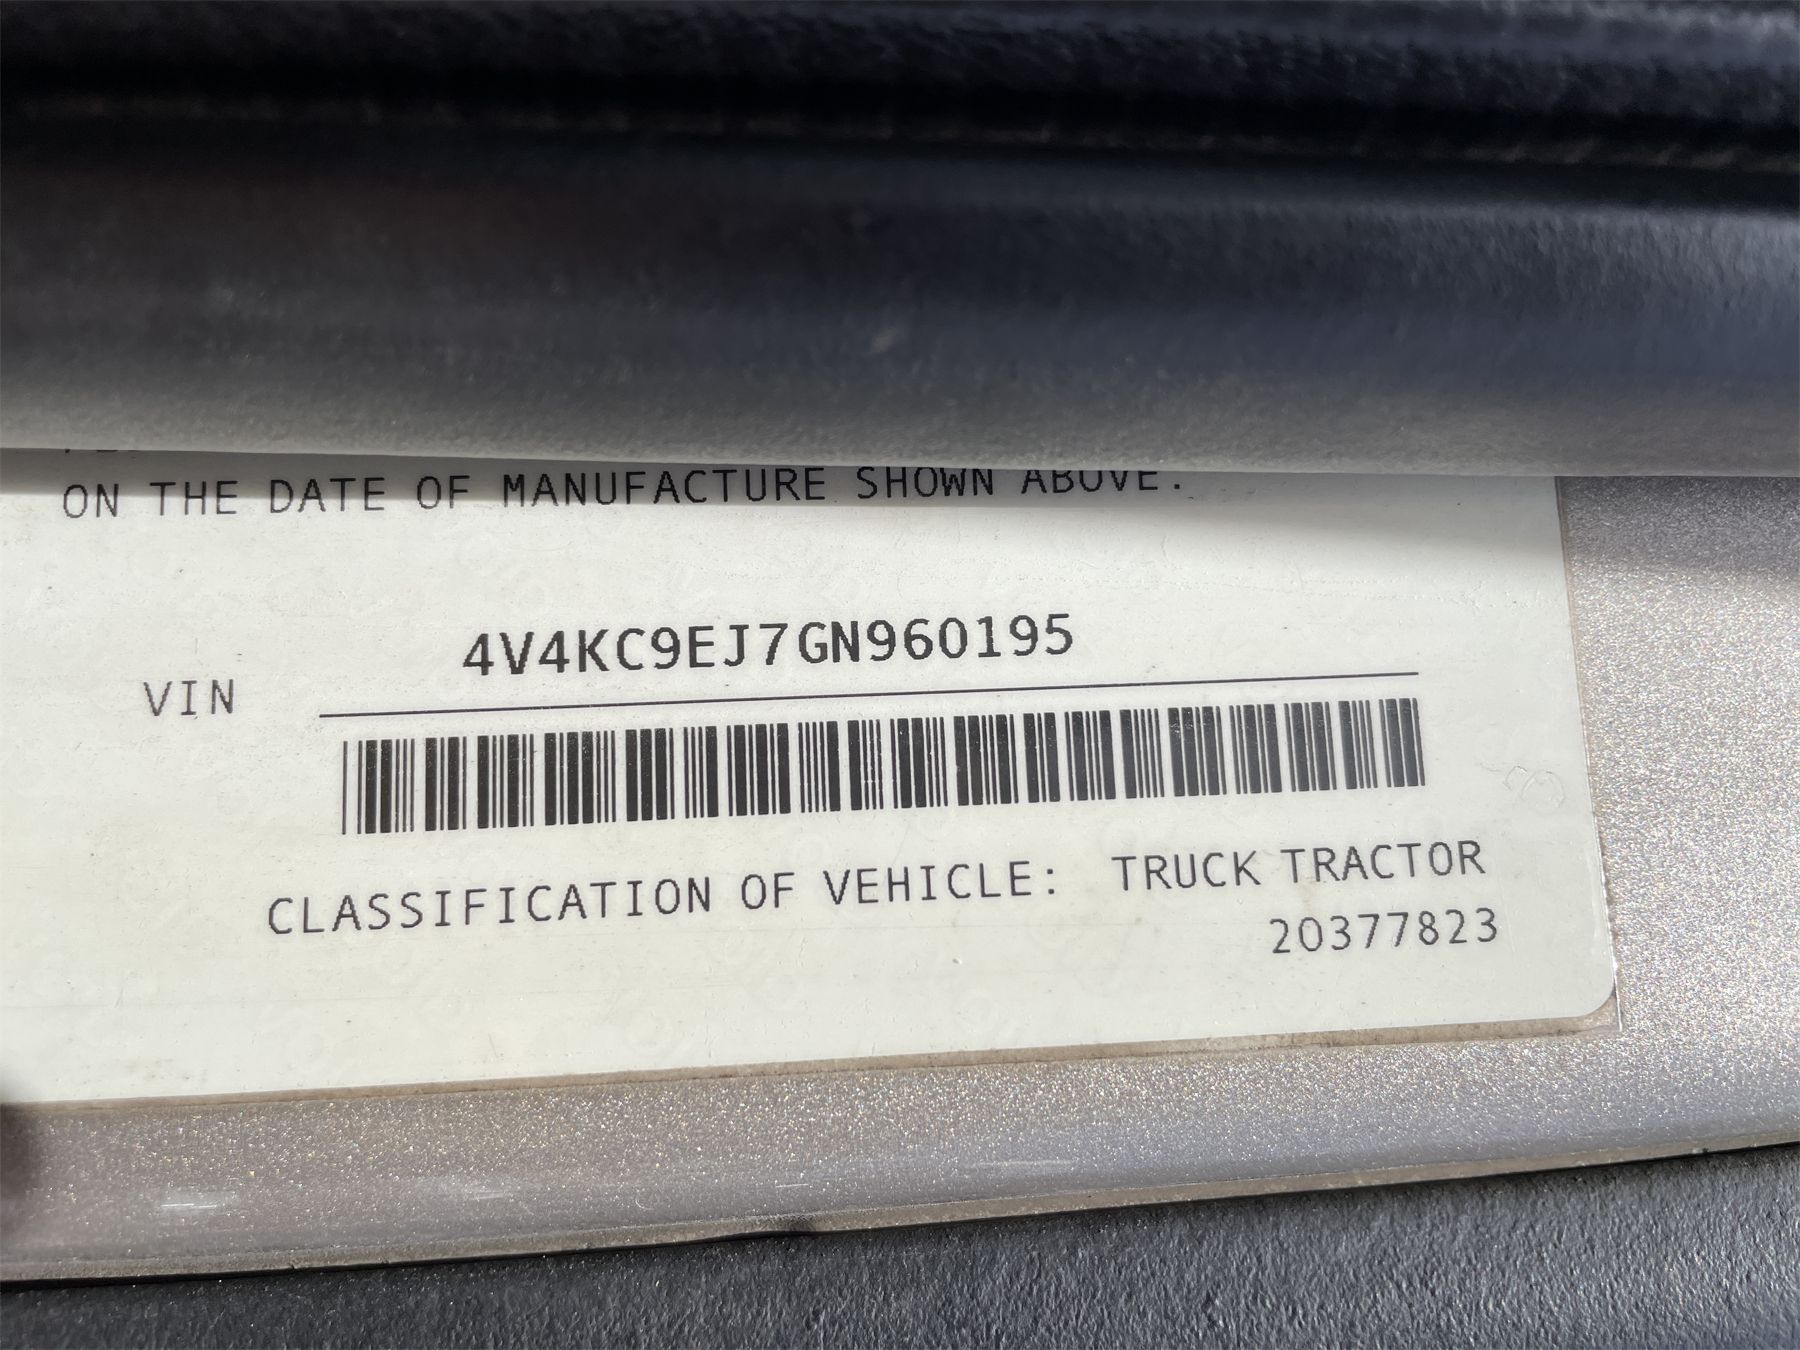 ON THE DATE OF MANUFACTURE SHOWN ABOVE.
4V4KC9EJ7GN960195
VIN
CLASSIFICATION OF VEHICLE: TRUCK TRACTOR
20377823